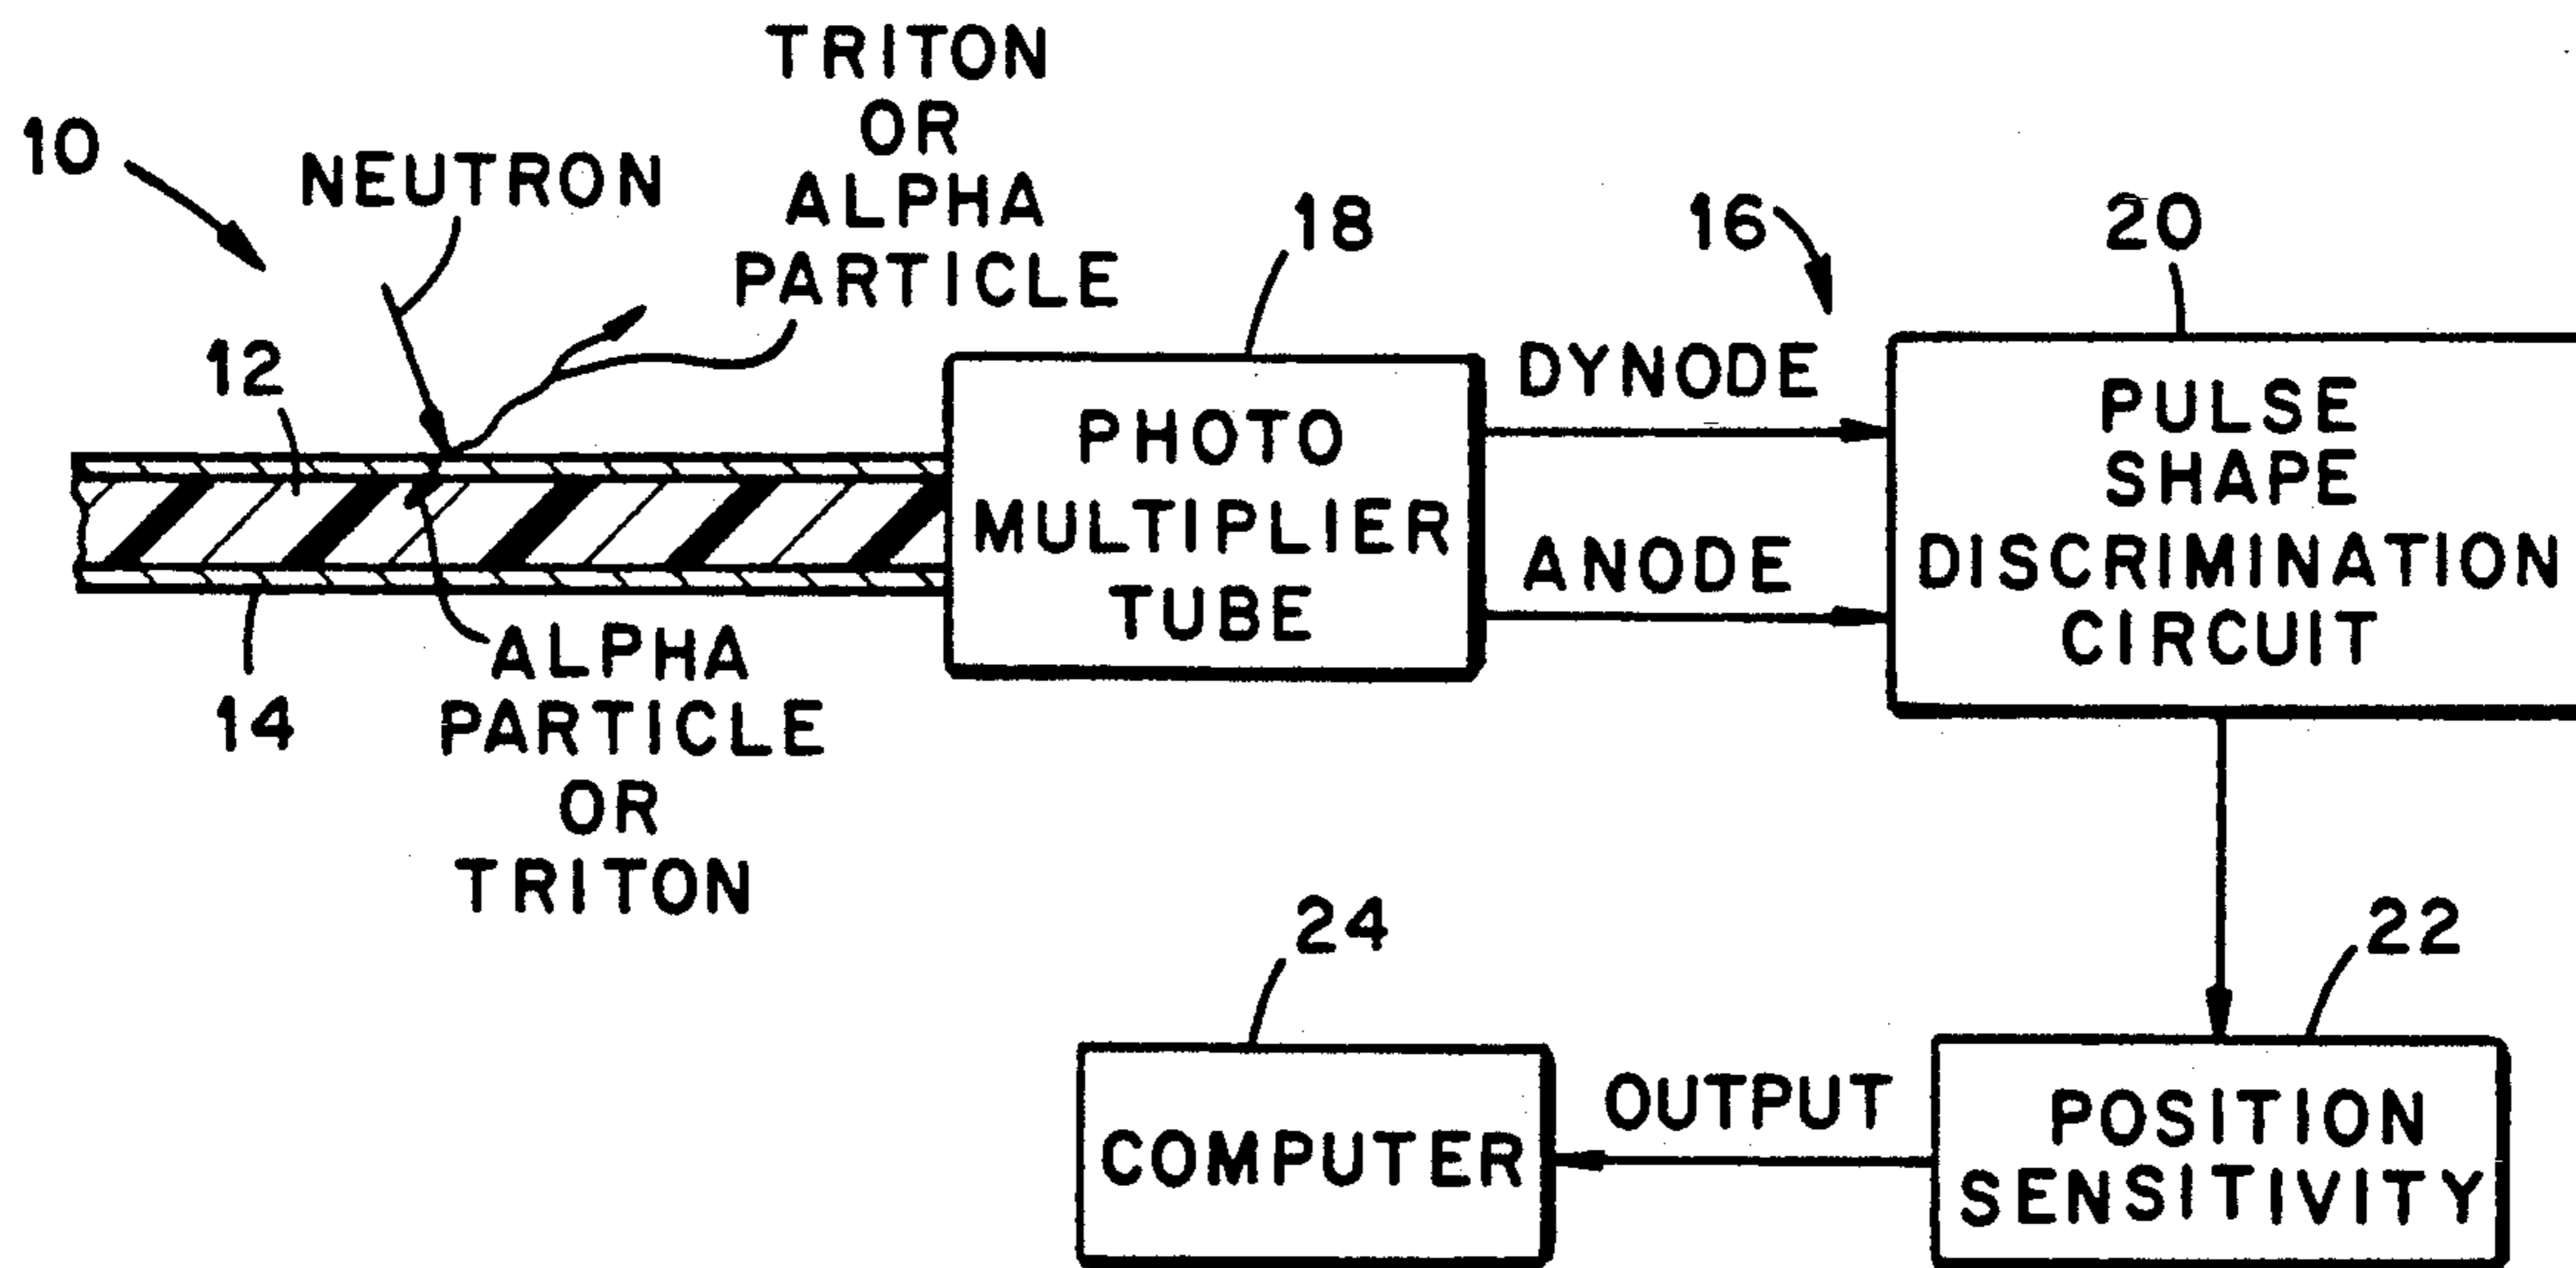 10
NEUTRON
TRITON
OR
ALPHA
PARTICLE
12
14
ALPHA
PARTICLE
OR
TRITON
18
PHOTO
MULTIPLIER
TUBE
16
DYNODE
ANODE
20
PULSE
SHAPE
DISCRIMINATION
CIRCUIT
22
POSITION
SENSITIVITY
OUTPUT
24
COMPUTER